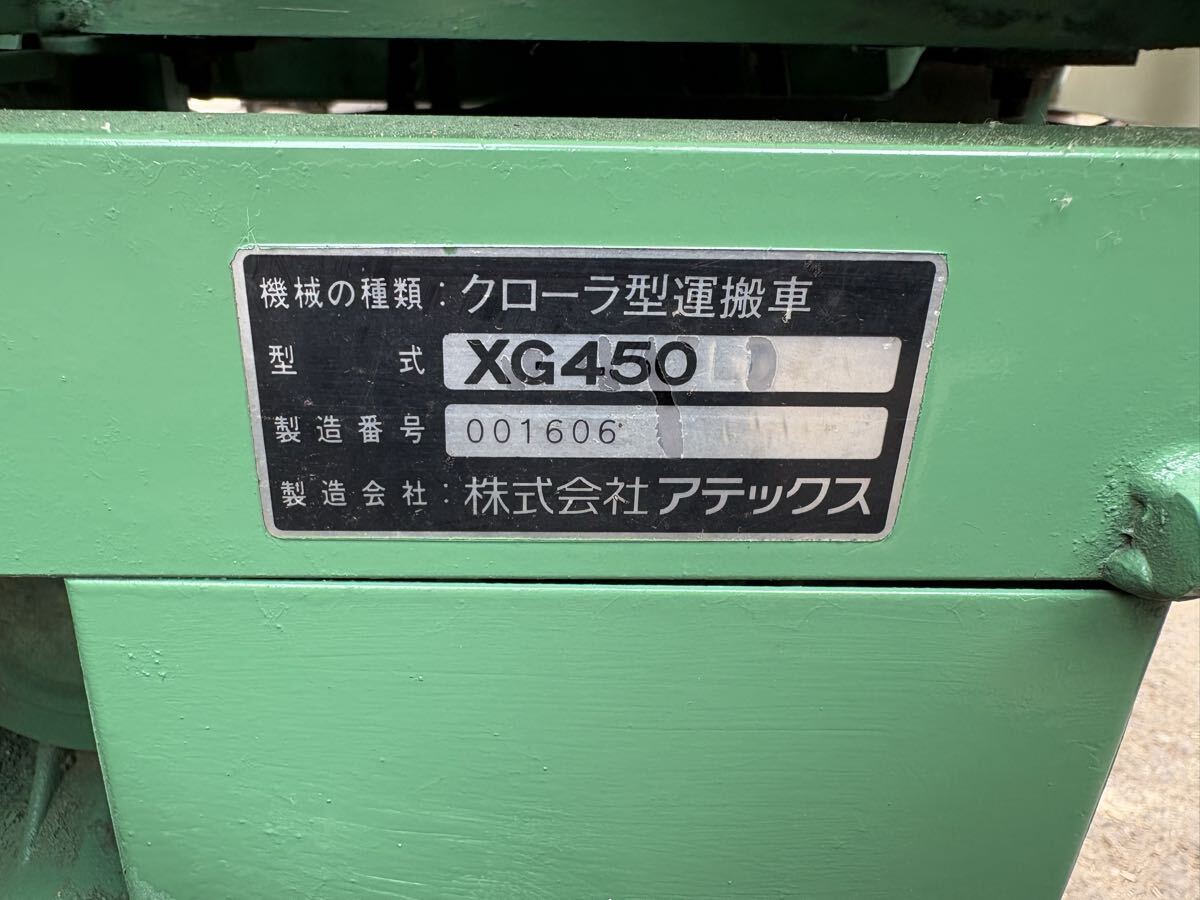 機械の種類：クローラ型運搬車
型式 XG450
製造番号 001606
製造会社：株式会社アテックス